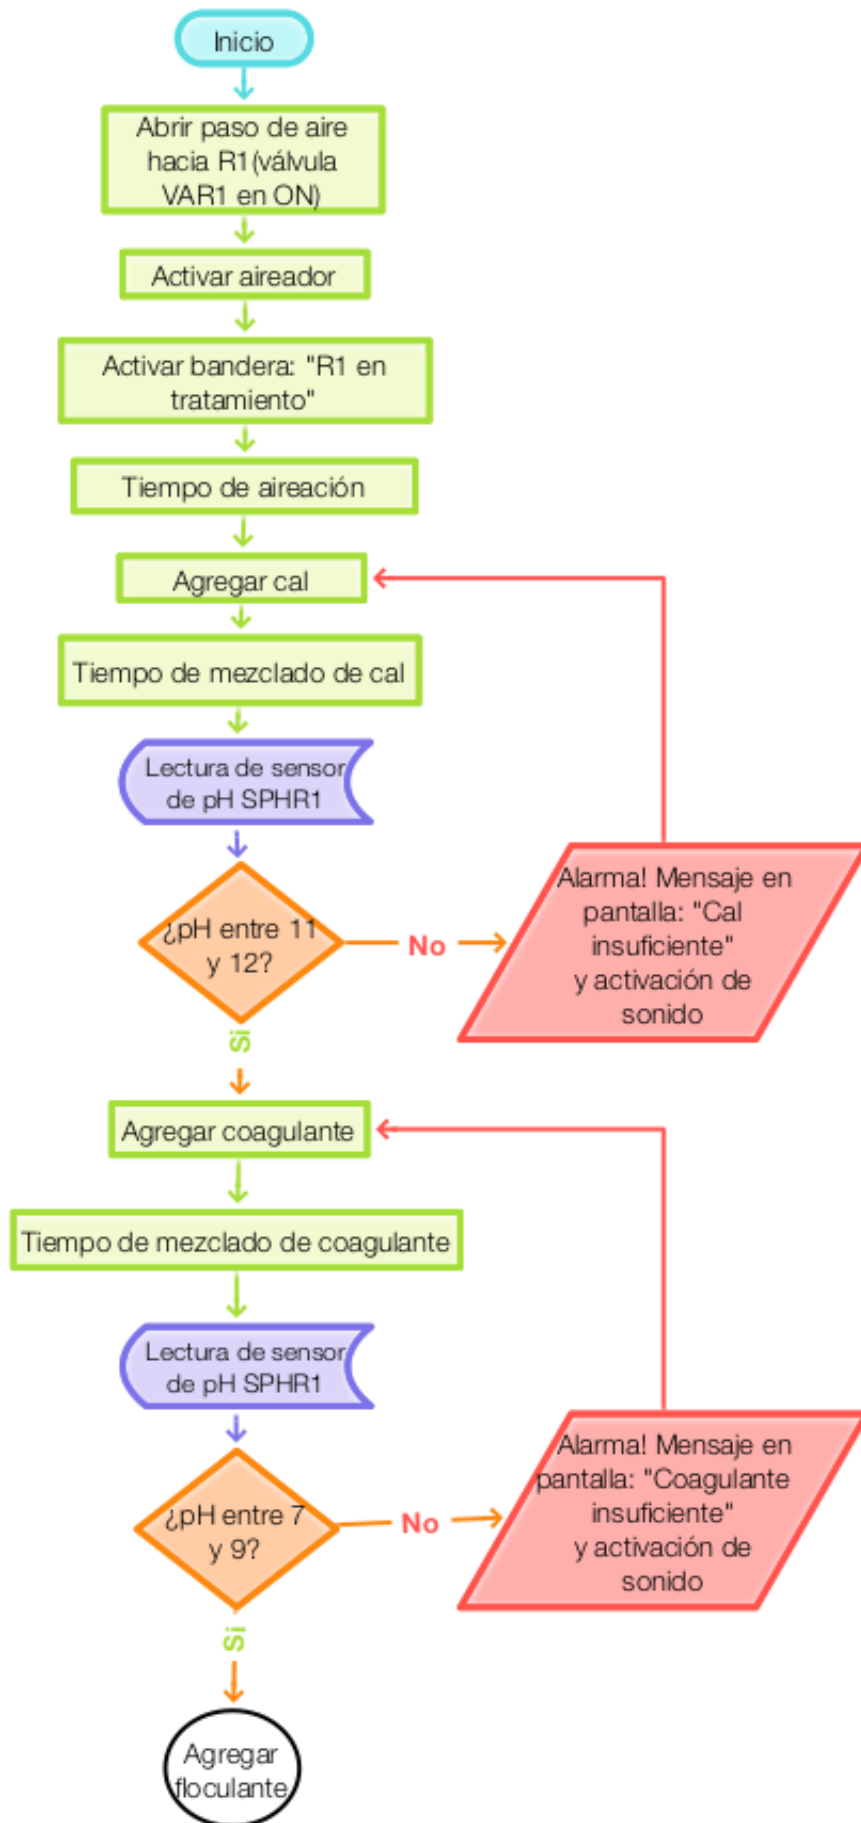 Inicio
Abrir paso de aire
hacia R1(válvula
VAR1 en ON)
Activar aireador
Activar bandera: "R1 en
tratamiento"
Tiempo de aireación
Agregar cal
Tiempo de mezclado de cal
Lectura de sensor
de pH SPHR1
¿pH entre 11
y 12?
No
Alarma! Mensaje en
pantalla: "Cal
insuficiente"
y activación de
sonido
Si
Agregar coagulante
Tiempo de mezclado de coagulante
Lectura de sensor
de pH SPHR1
¿pH entre 7
y 9?
No
Alarma! Mensaje en
pantalla: "Coagulante
insuficiente"
y activación de
sonido
Si
Agregar
floculante